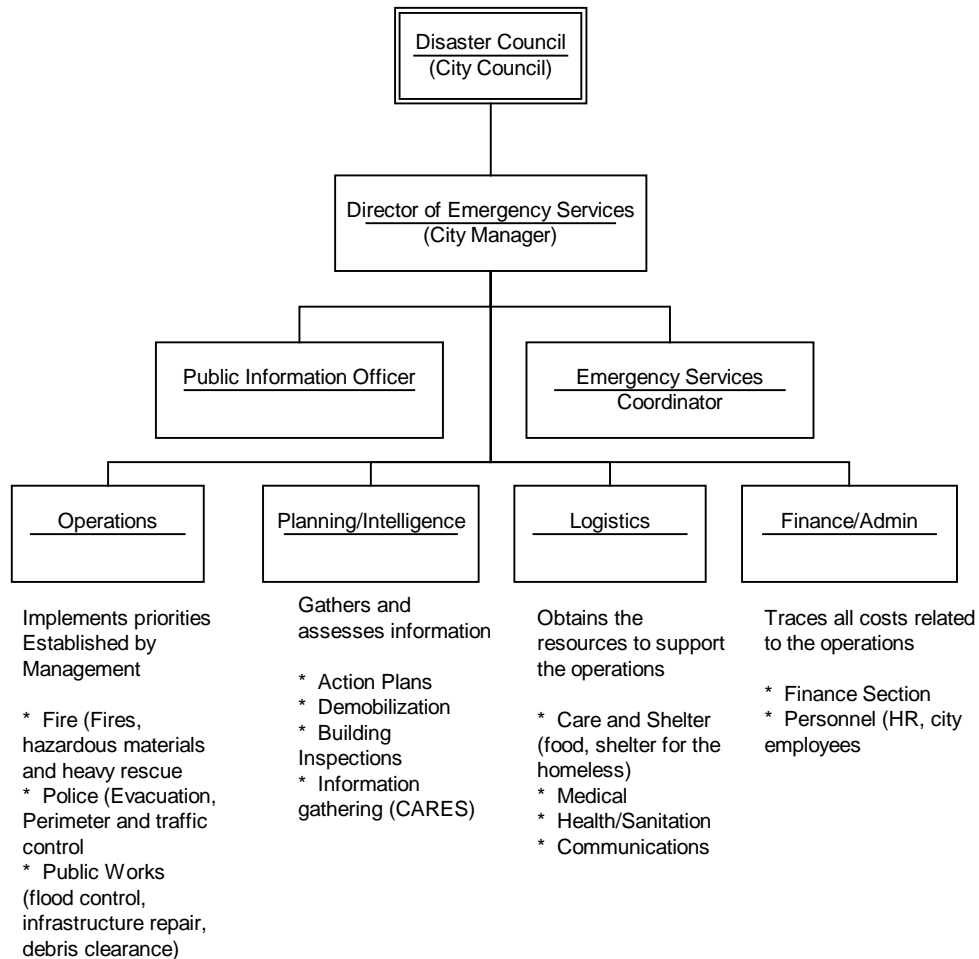 Disaster Council
(City Council)
Director of Emergency Services
(City Manager)
Public Information Officer
Emergency Services
Coordinator
Operations
Planning/Intelligence
Logistics
Finance/Admin
Implements priorities
Established by
Management
* Fire (Fires,
hazardous materials
and heavy rescue
* Police (Evacuation,
Perimeter and traffic
control
* Public Works
(flood control,
infrastructure repair,
debris clearance)
Gathers and
assesses information
* Action Plans
* Demobilization
* Building
Inspections
* Information
gathering (CARES)
Obtains the
resources to support
the operations
* Care and Shelter
(food, shelter for the
homeless)
* Medical
* Health/Sanitation
* Communications
Traces all costs related
to the operations
* Finance Section
* Personnel (HR, city
employees